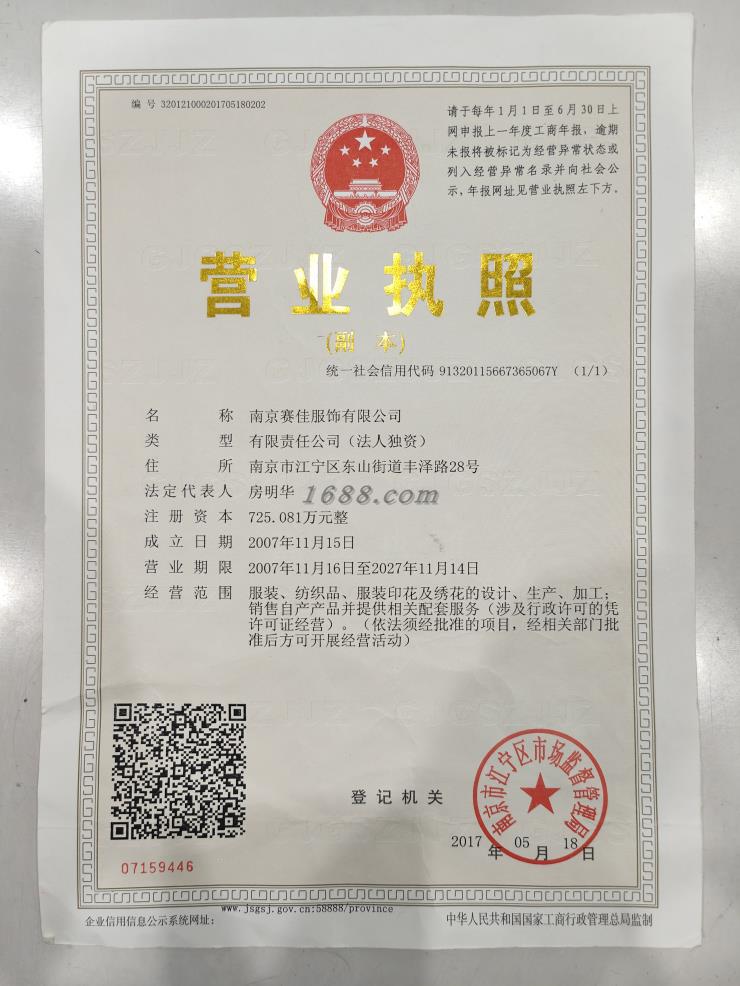 编 号 320121000201705180202
请于每年1月1日至6月30日上
网申报上一年度工商年报，逾期
未报将被标记为经营异常状态或
列入经营异常名录并向社会公
示，年报网址见营业执照左下方。
营业执照
(副 本)
统一社会信用代码 91320115667365067Y （1/1）
名 称 南京赛佳服饰有限公司
类 型 有限责任公司（法人独资）
住 所 南京市江宁区东山街道丰泽路28号
法定代表人 房明华
1688.com
注册资本 725.081万元整
成立日期 2007年11月15日
营业期限 2007年11月16日至2027年11月14日
经营范围 服装、纺织品、服装印花及绣花的设计、生产、加工；
销售自产产品并提供相关配套服务（涉及行政许可的凭
许可证经营）。（依法须经批准的项目，经相关部门批
准后方可开展经营活动）
登记机关
南京市江宁区市场监督管理局
2017年05月18日
07159446
www.jsgsj.gov.cn:58888/province
企业信用信息公示系统网址：
中华人民共和国国家工商行政管理总局监制